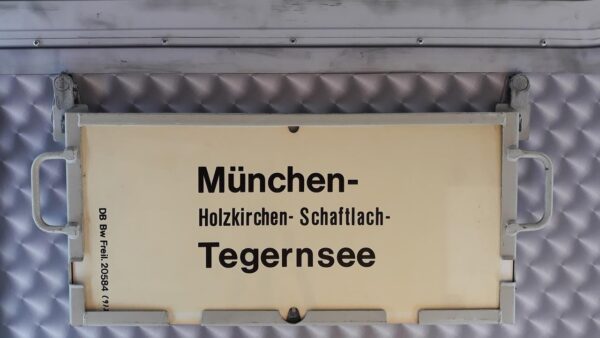 München-
Holzkirchen- Schaftlach-
Tegernsee
DB Bw Freil. 20584